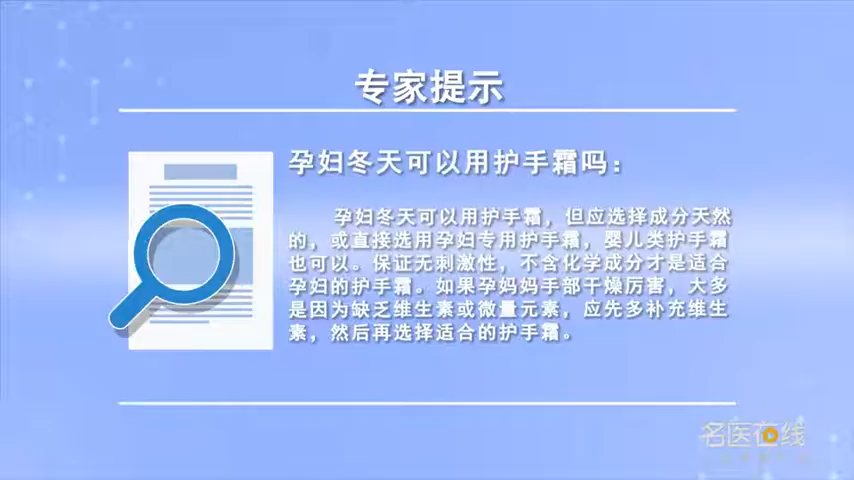 专家提示
孕妇冬天可以用护手霜吗：
孕妇冬天可以用护手霜，但应选择成分天然
的，或直接选用孕妇专用护手霜，婴儿类护手霜
也可以。保证无刺激性，不含化学成分才是适合
孕妇的护手霜。如果孕妈妈手部干燥厉害，大多
是因为缺乏维生素或微量元素，应先多补充维生
素，然后再选择适合的护手霜。
名医在线